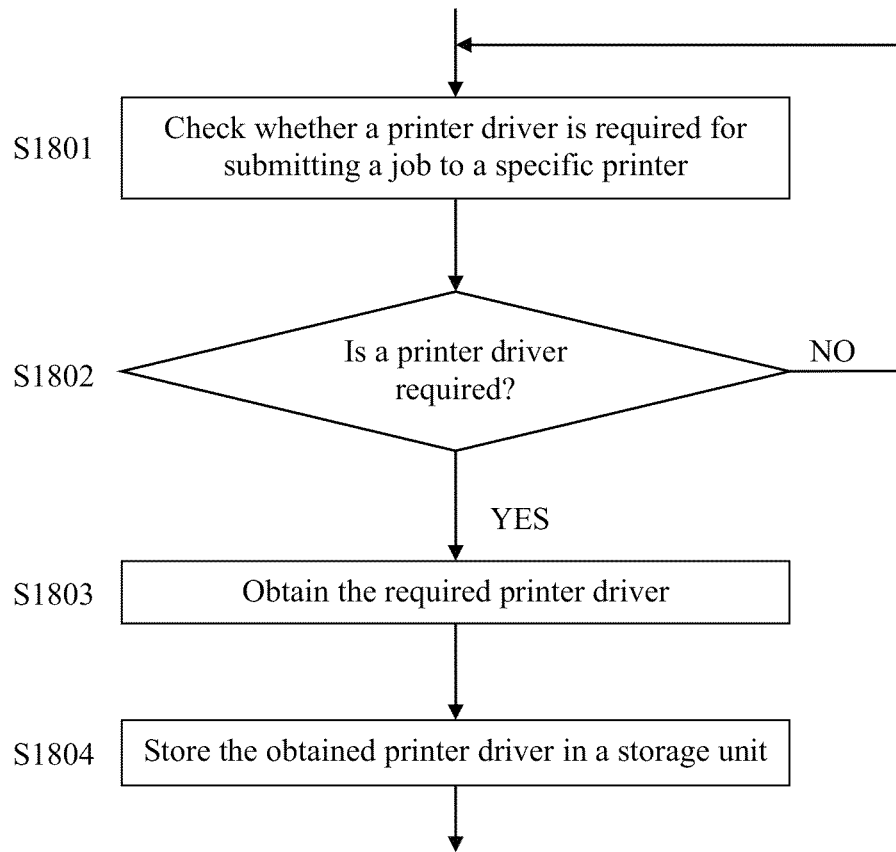 S1801
Check whether a printer driver is required for
submitting a job to a specific printer
S1802
Is a printer driver
required?
NO
YES
S1803
Obtain the required printer driver
S1804
Store the obtained printer driver in a storage unit